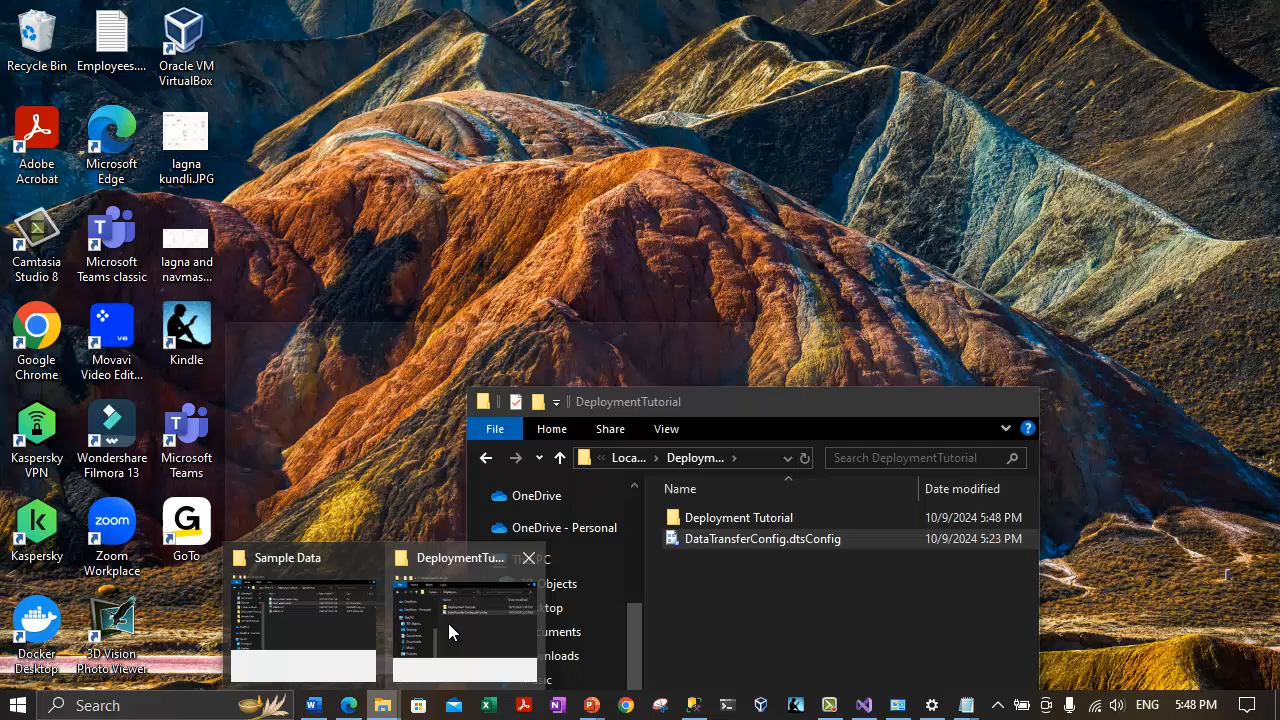 Recycle Bin
Employees....
Oracle VM
VirtualBox
Adobe
Acrobat
Microsoft
Edge
lagna
kundli.JPG
Camtasia
Studio 8
Microsoft
Teams classic
lagna and
navmas...
Google
Chrome
Movavi
Video Edit...
Kindle
Kaspersky
VPN
Wondershare
Filmora 13
Microsoft
Teams
Kaspersky
Zoom
Workplace
GoTo
Docker
Desktop
3D Vision
Photo Viewer
DeploymentTutorial
File
Home
Share
View
Loca...
Deploym...
Search DeploymentTutorial
Name
Date modified
OneDrive
OneDrive - Personal
Deployment Tutorial
10/9/2024 5:48 PM
DataTransferConfig.dtsConfig
10/9/2024 5:23 PM
Sample Data
DeploymentTu...
Search
ENG
5:48 PM